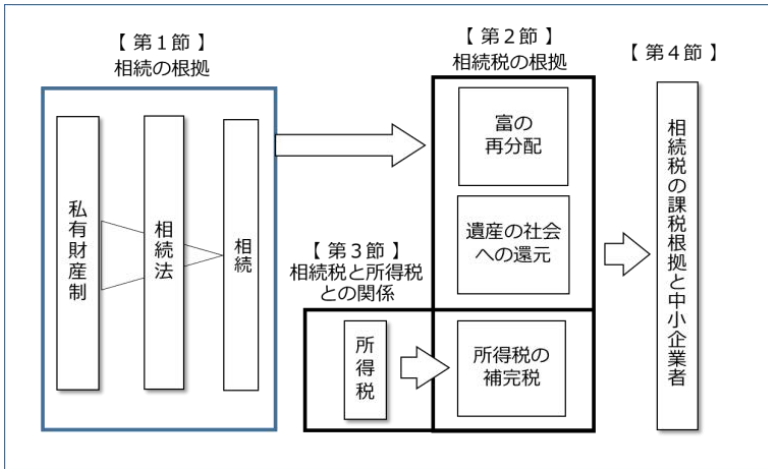 【 第１節 】
相続の根拠
私有財産制
相続法
相続
【 第２節 】
相続税の根拠
富の
再分配
遺産の社会
への還元
【 第３節 】
相続税と所得税
との関係
所得税
所得税の
補完税
【 第４節 】
相続税の課税根拠と中小企業者